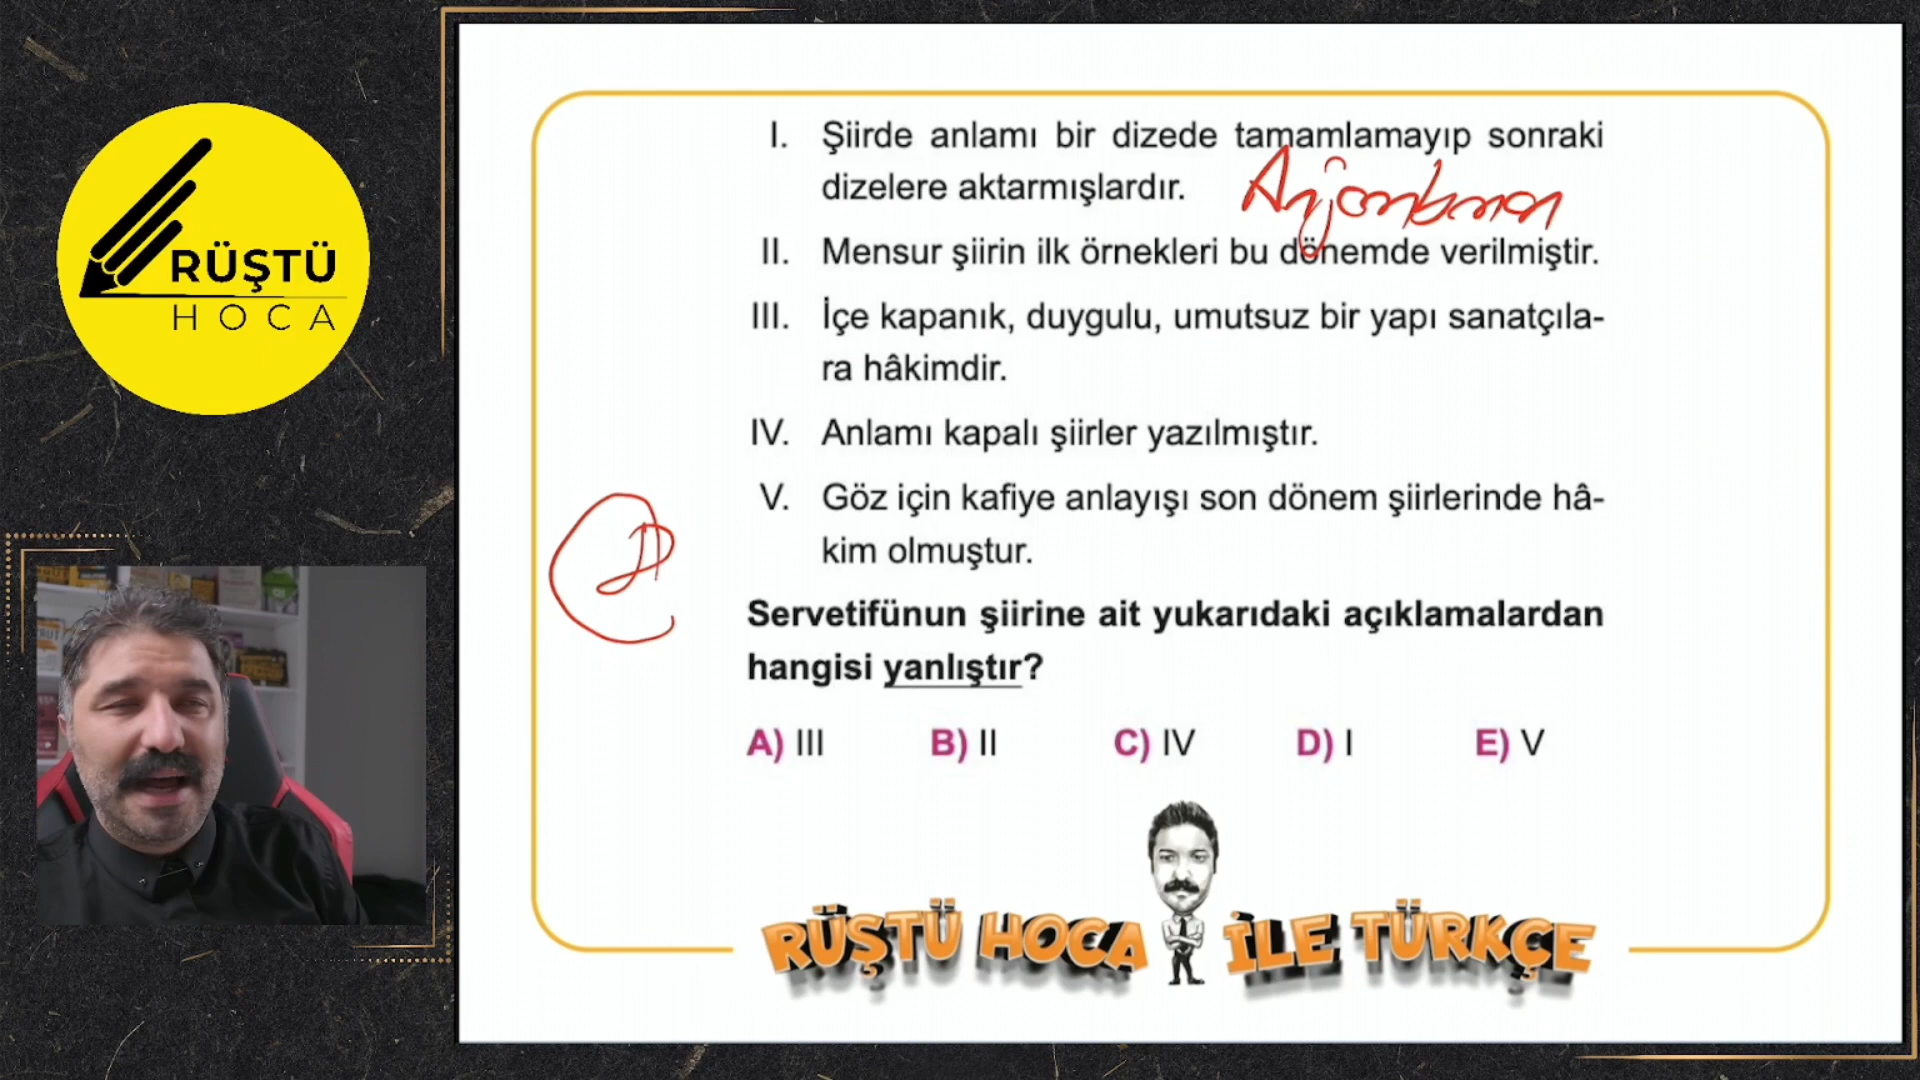 RÜŞTÜ
HOCA
I. Şiirde anlamı bir dizede tamamlamayıp sonraki
dizelere aktarmışlardır.
Anjambman
II. Mensur şiirin ilk örnekleri bu dönemde verilmiştir.
III. İçe kapanık, duygulu, umutsuz bir yapı sanatçıla-
ra hâkimdir.
IV. Anlamı kapalı şiirler yazılmıştır.
V. Göz için kafiye anlayışı son dönem şiirlerinde hâ-
kim olmuştur.
Servetifünun şiirine ait yukarıdaki açıklamalardan
hangisi yanlıştır?
A) III B) II C) IV D) I E) V
RÜŞTÜ HOCA İLE TÜRKÇE